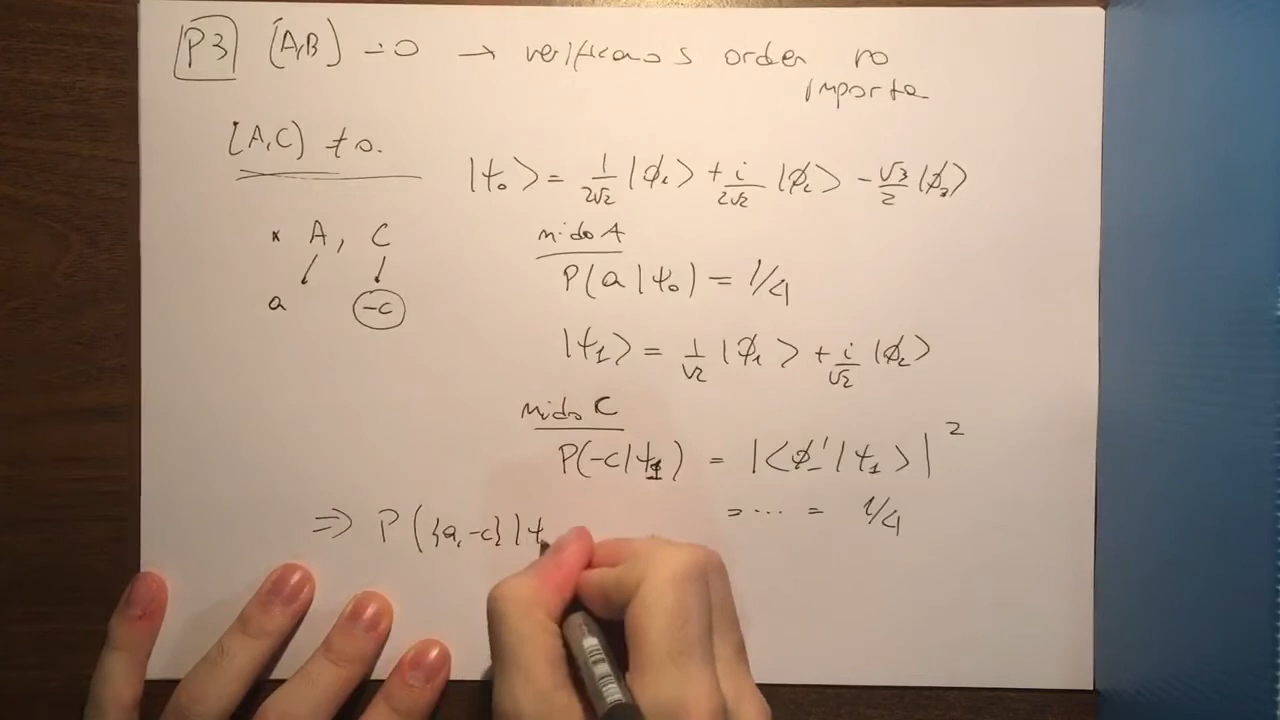 P3 [A,B] = 0 → verificamos orden no
importa
[A,C] ≠ 0.
|ψ₀⟩ = 1/2√2 |ϕ₁⟩ + i/2√2 |ϕ₂⟩ - √3/2 |ϕ₃⟩
* A, C
mido A
a -c
P(a|ψ₀) = 1/4
|ψ₁⟩ = 1/√2 |ϕ₁⟩ + i/√2 |ϕ₂⟩
mido C
P(-c|ψ₁) = |⟨ϕ₋'|ψ₁⟩|²
= ... = 1/4
⇒ P({a,-c}|ψ